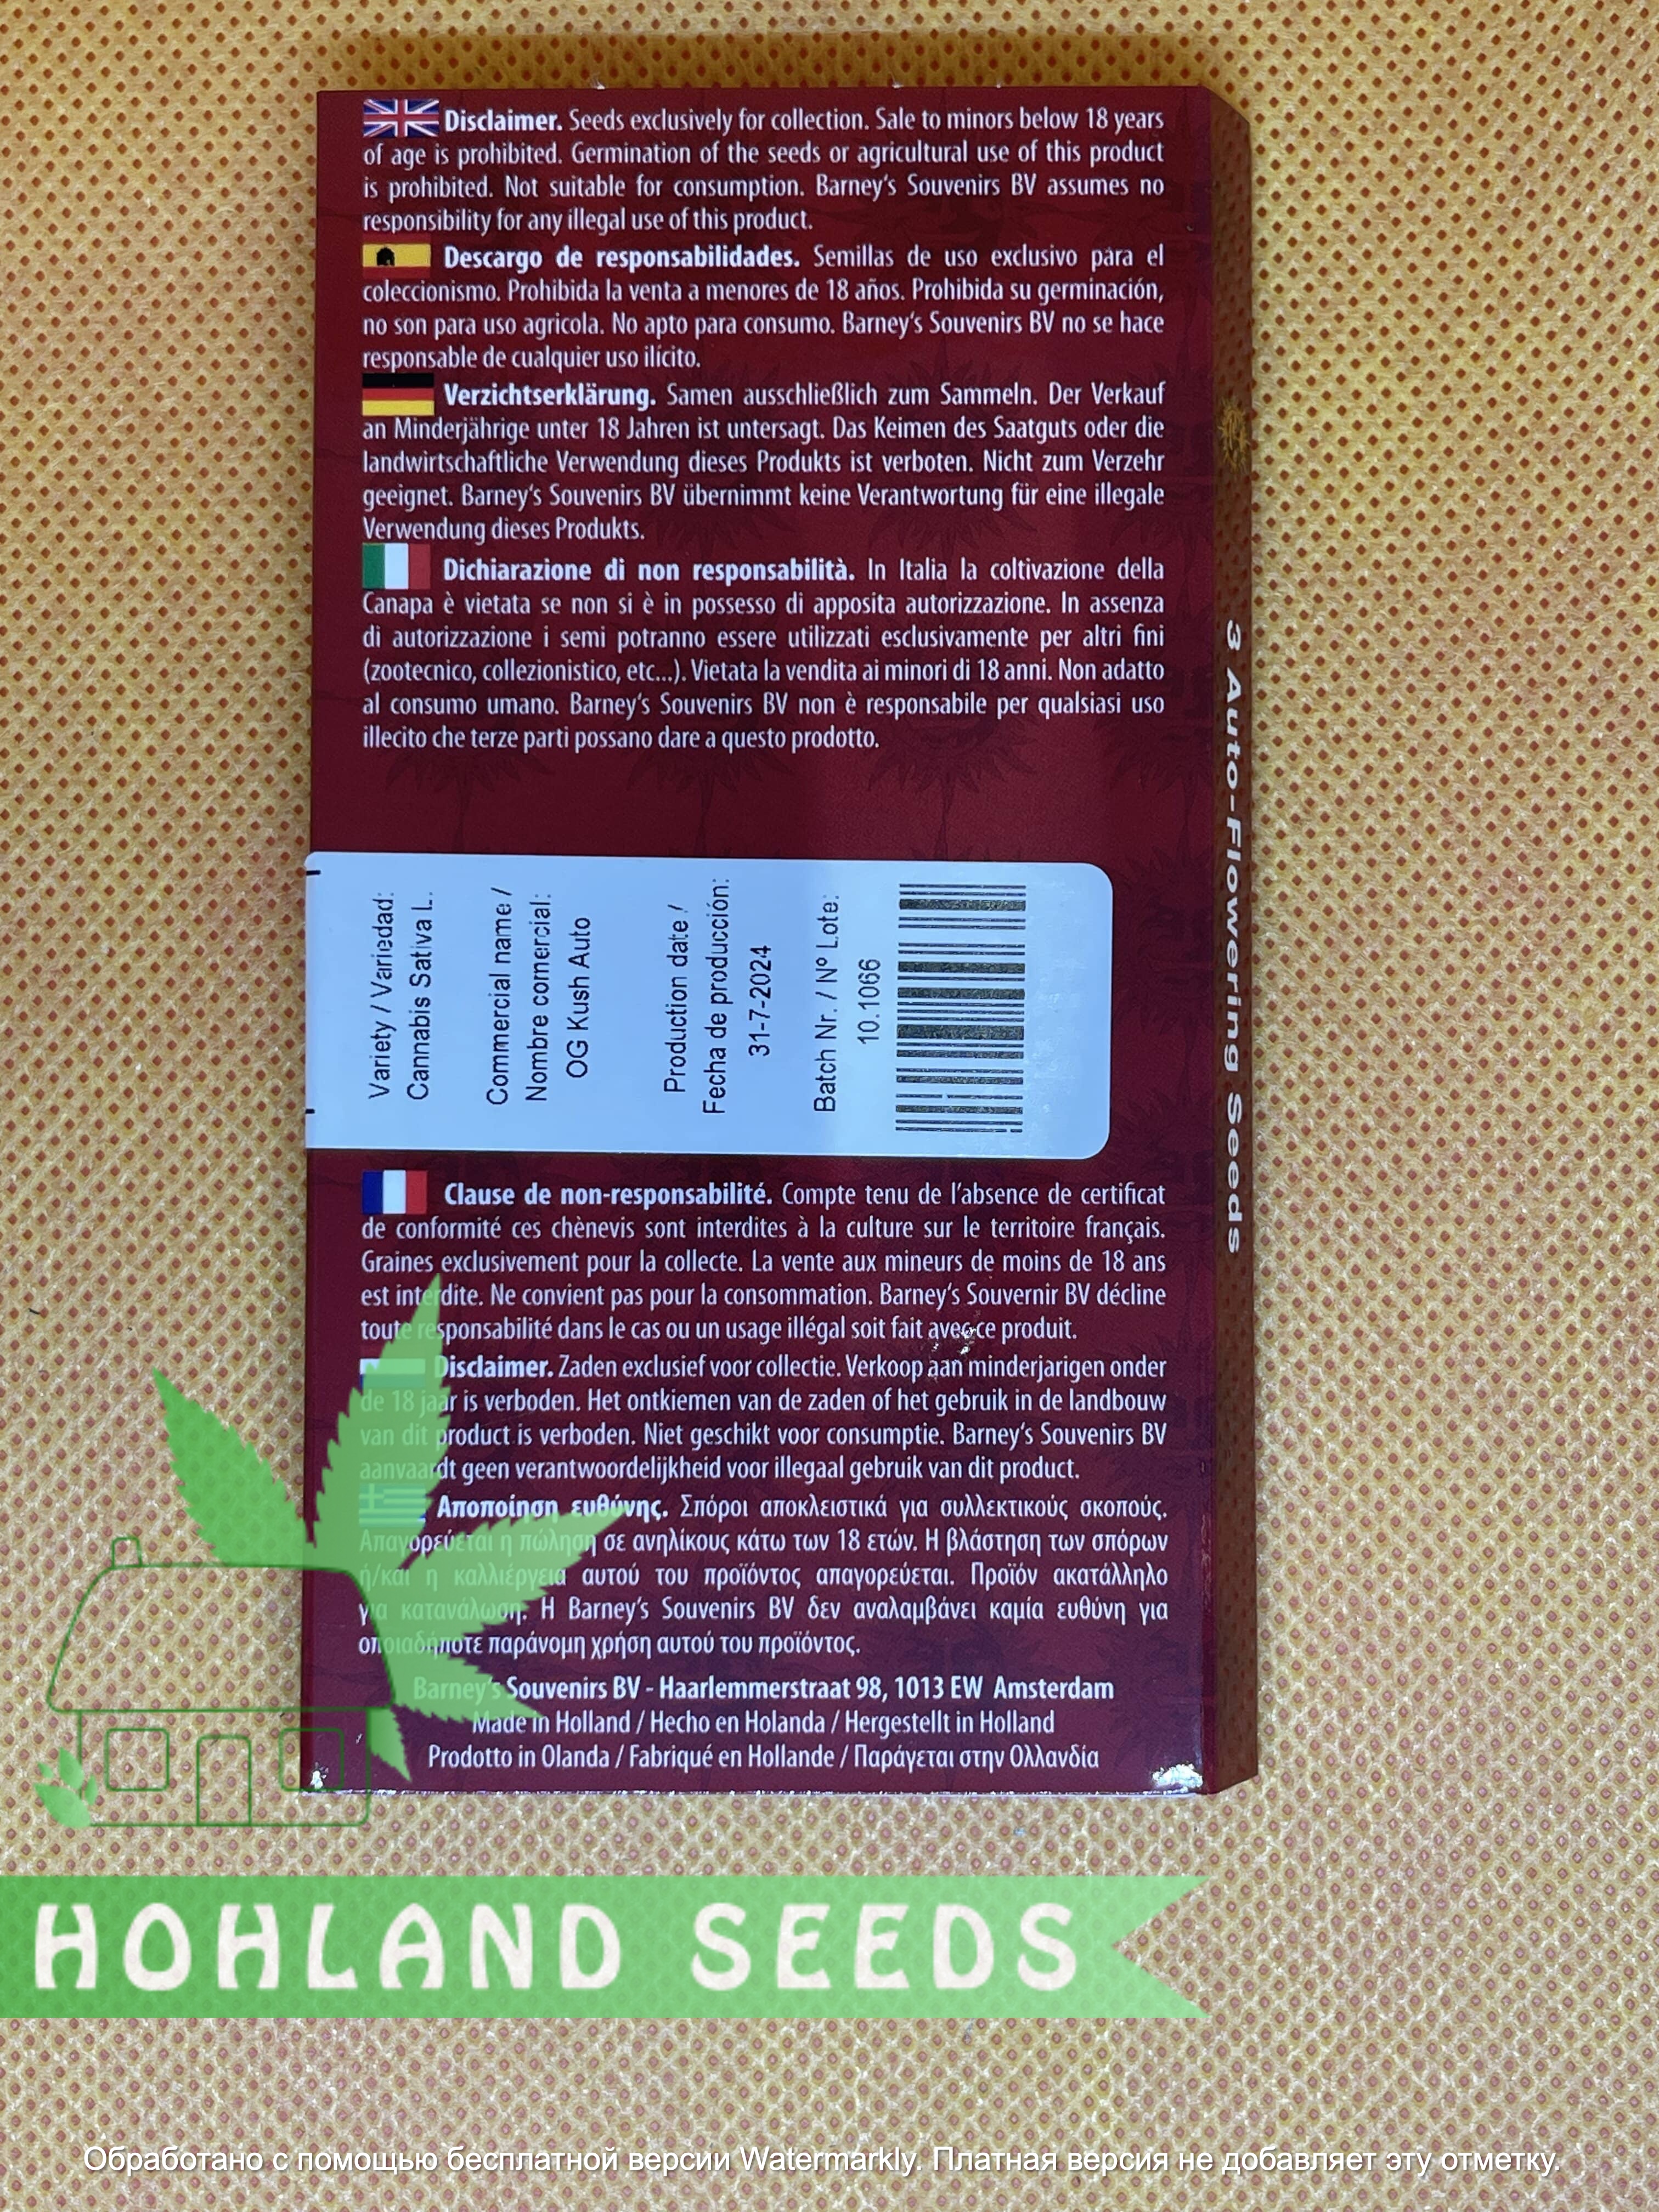 Disclaimer. Seeds exclusively for collection. Sale to minors below 18 years
of age is prohibited. Germination of the seeds or agricultural use of this product
is prohibited. Not suitable for consumption. Barney's Souvenirs BV assumes no
responsibility for any illegal use of this product.
Descargo de responsabilidades. Semillas de uso exclusivo para el
coleccionismo. Prohibida la venta a menores de 18 años. Prohibida su germinación,
no son para uso agricola. No apto para consumo. Barney's Souvenirs BV no se hace
responsable de cualquier uso ilícito.
Verzichtserklärung. Samen ausschließlich zum Sammeln. Der Verkauf
an Minderjährige unter 18 Jahren ist untersagt. Das Keimen des Saatguts oder die
landwirtschaftliche Verwendung dieses Produkts ist verboten. Nicht zum Verzehr
geeignet. Barney's Souvenirs BV übernimmt keine Verantwortung für eine illegale
Verwendung dieses Produkts.
Dichiarazione di non responsabilità. In Italia la coltivazione della
Canapa è vietata se non si è in possesso di apposita autorizzazione. In assenza
di autorizzazione i semi potranno essere utilizzati esclusivamente per altri fini
(zootecnico, collezionistico, etc...). Vietata la vendita ai minori di 18 anni. Non adatto
al consumo umano. Barney's Souvenirs BV non è responsabile per qualsiasi uso
illecito che terze parti possano dare a questo prodotto.
Variety / Variedad:
Cannabis Sativa L.
Commercial name /
Nombre comercial:
OG Kush Auto
Production date /
Fecha de producción:
31-7-2024
Batch Nr. / Nº Lote:
10.1066
Clause de non-responsabilité. Compte tenu de l'absence de certificat
de conformité ces chènevis sont interdites à la culture sur le territoire français.
Graines exclusivement pour la collecte. La vente aux mineurs de moins de 18 ans
est interdite. Ne convient pas pour la consommation. Barney's Souvernir BV décline
toute responsabilité dans le cas ou un usage illégal soit fait avec ce produit.
Disclaimer. Zaden exclusief voor collectie. Verkoop aan minderjarigen onder
de 18 jaar is verboden. Het ontkiemen van de zaden of het gebruik in de landbouw
van dit product is verboden. Niet geschikt voor consumptie. Barney's Souvenirs BV
aanvaardt geen verantwoordelijkheid voor illegaal gebruik van dit product.
Αποποίηση ευθύνης. Σπόροι αποκλειστικά για συλλεκτικούς σκοπούς.
Απαγορεύεται η πώληση σε ανηλίκους κάτω των 18 ετών. Η βλάστηση των σπόρων
ή/και η καλλιέργεια αυτού του προϊόντος απαγορεύεται. Προϊόν ακατάλληλο
για κατανάλωση. Η Barney's Souvenirs BV δεν αναλαμβάνει καμία ευθύνη για
οποιαδήποτε παράνομη χρήση αυτού του προϊόντος.
Barney's Souvenirs BV - Haarlemmerstraat 98, 1013 EW Amsterdam
Made in Holland / Hecho en Holanda / Hergestellt in Holland
Prodotto in Olanda / Fabriqué en Hollande / Παράγεται στην Ολλανδία
3 Auto-Flowering Seeds
HOHLAND SEEDS
Обработано с помощью бесплатной версии Watermarkly. Платная версия не добавляет эту отметку.